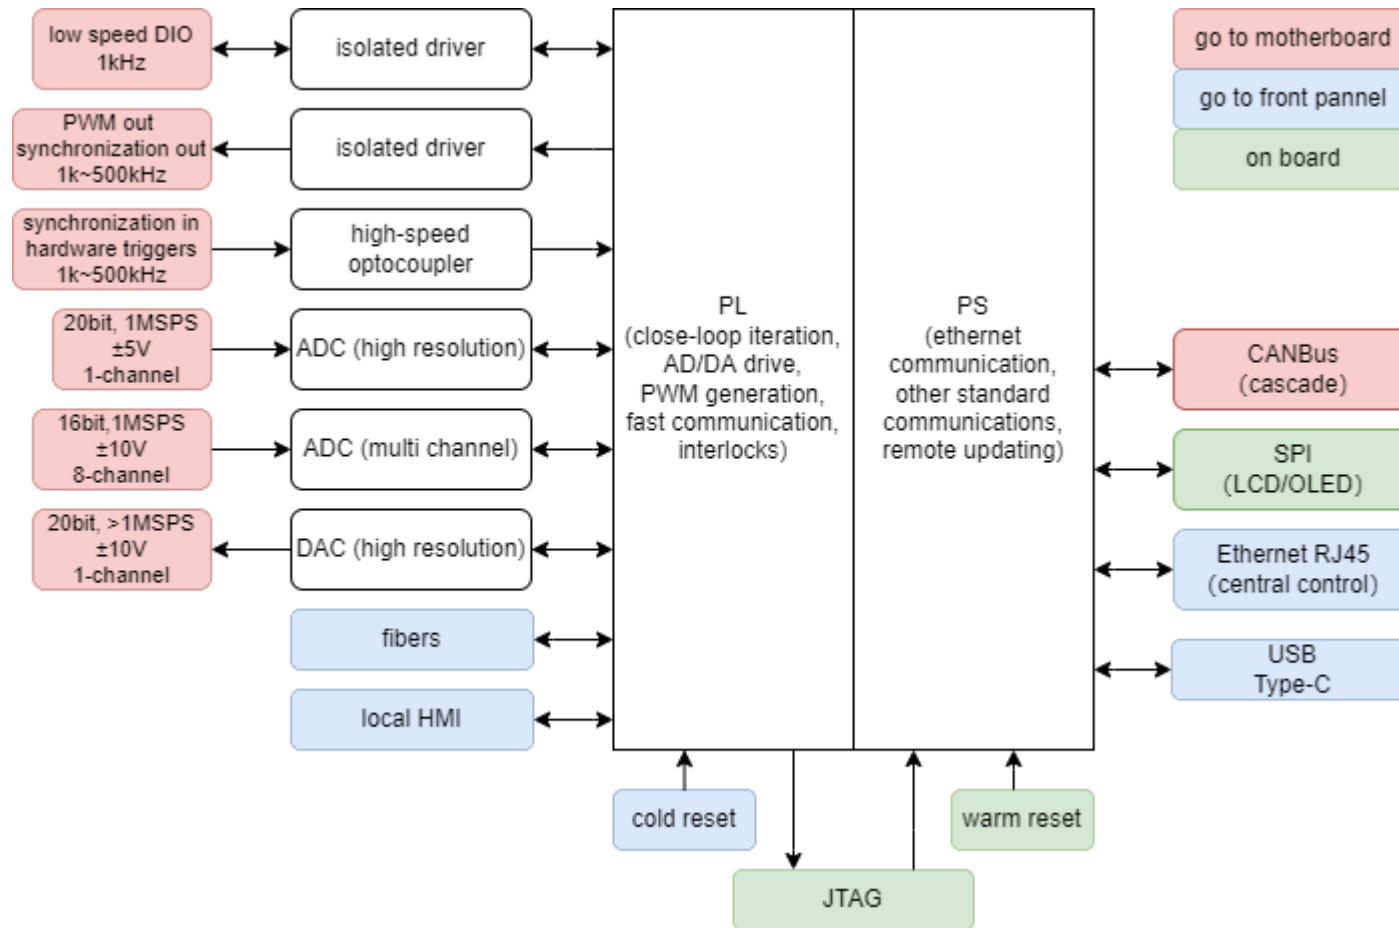 low speed DIO
1kHz
isolated driver
PWM out
synchronization out
1k~500kHz
isolated driver
synchronization in
hardware triggers
1k~500kHz
high-speed
optocoupler
20bit, 1MSPS
±5V
1-channel
ADC (high resolution)
16bit,1MSPS
±10V
8-channel
ADC (multi channel)
20bit, >1MSPS
±10V
1-channel
DAC (high resolution)
fibers
local HMI
PL
(close-loop iteration,
AD/DA drive,
PWM generation,
fast communication,
interlocks)
PS
(ethernet
communication,
other standard
communications,
remote updating)
go to motherboard
go to front pannel
on board
CANBus
(cascade)
SPI
(LCD/OLED)
Ethernet RJ45
(central control)
USB
Type-C
cold reset
warm reset
JTAG